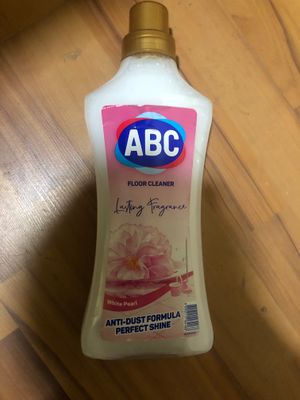 ABC
FLOOR CLEANER
Lasting Fragrance
White Pearl
ANTI-DUST FORMULA
PERFECT SHINE